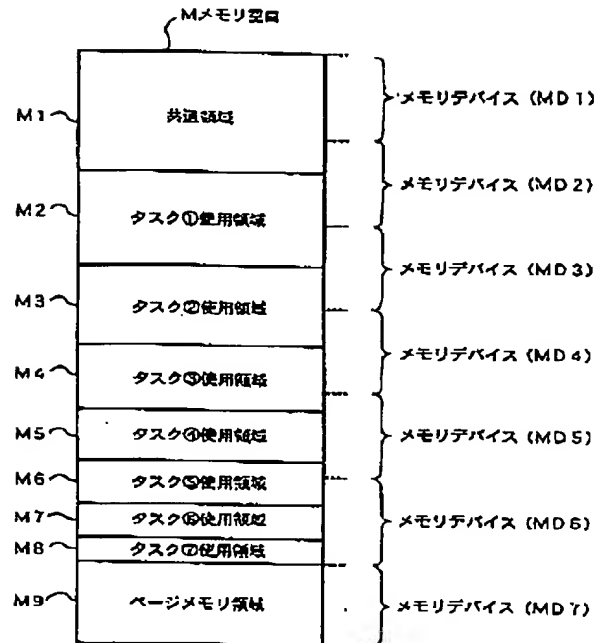 Mメモリ空間
M1
共通領域
メモリデバイス (MD1)
M2
タスク①使用領域
メモリデバイス (MD2)
メモリデバイス (MD3)
M3
タスク②使用領域
メモリデバイス (MD4)
M4
タスク③使用領域
M5
タスク④使用領域
メモリデバイス (MD5)
M6
タスク⑤使用領域
M7
タスク⑥使用領域
メモリデバイス (MD6)
M8
タスク⑦使用領域
M9
ページメモリ領域
メモリデバイス (MD7)